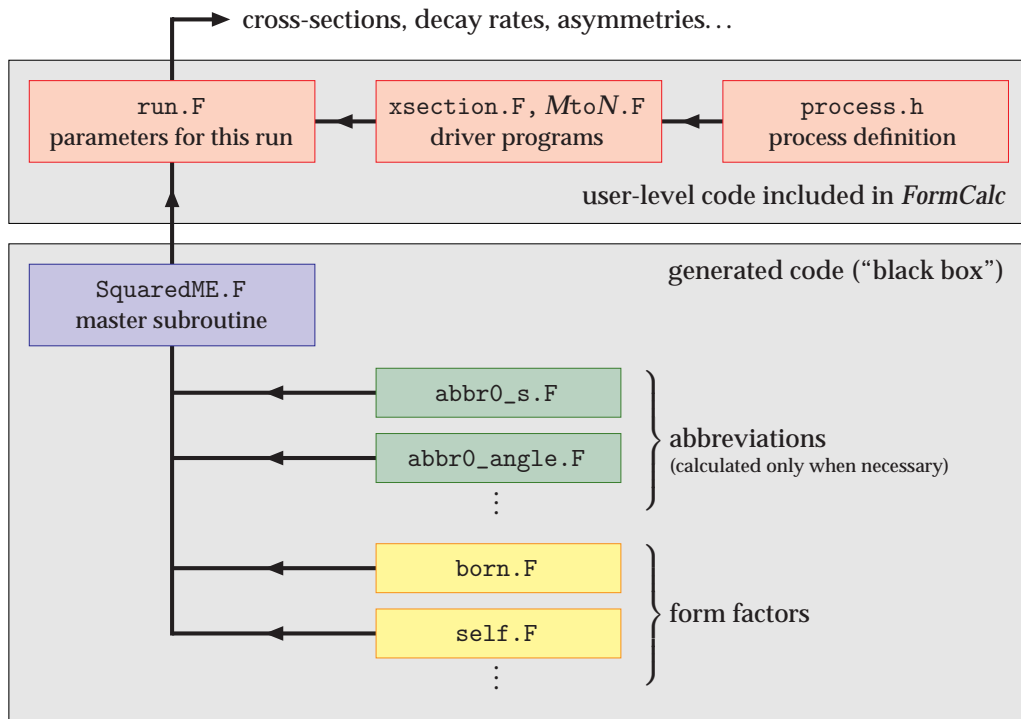 cross-sections, decay rates, asymmetries…
run.F
parameters for this run
xsection.F, MtoN.F
driver programs
process.h
process definition
user-level code included in FormCalc
generated code (“black box”)
SquaredME.F
master subroutine
abbr0_s.F
abbr0_angle.F
⋮
abbreviations
(calculated only when necessary)
born.F
self.F
⋮
form factors